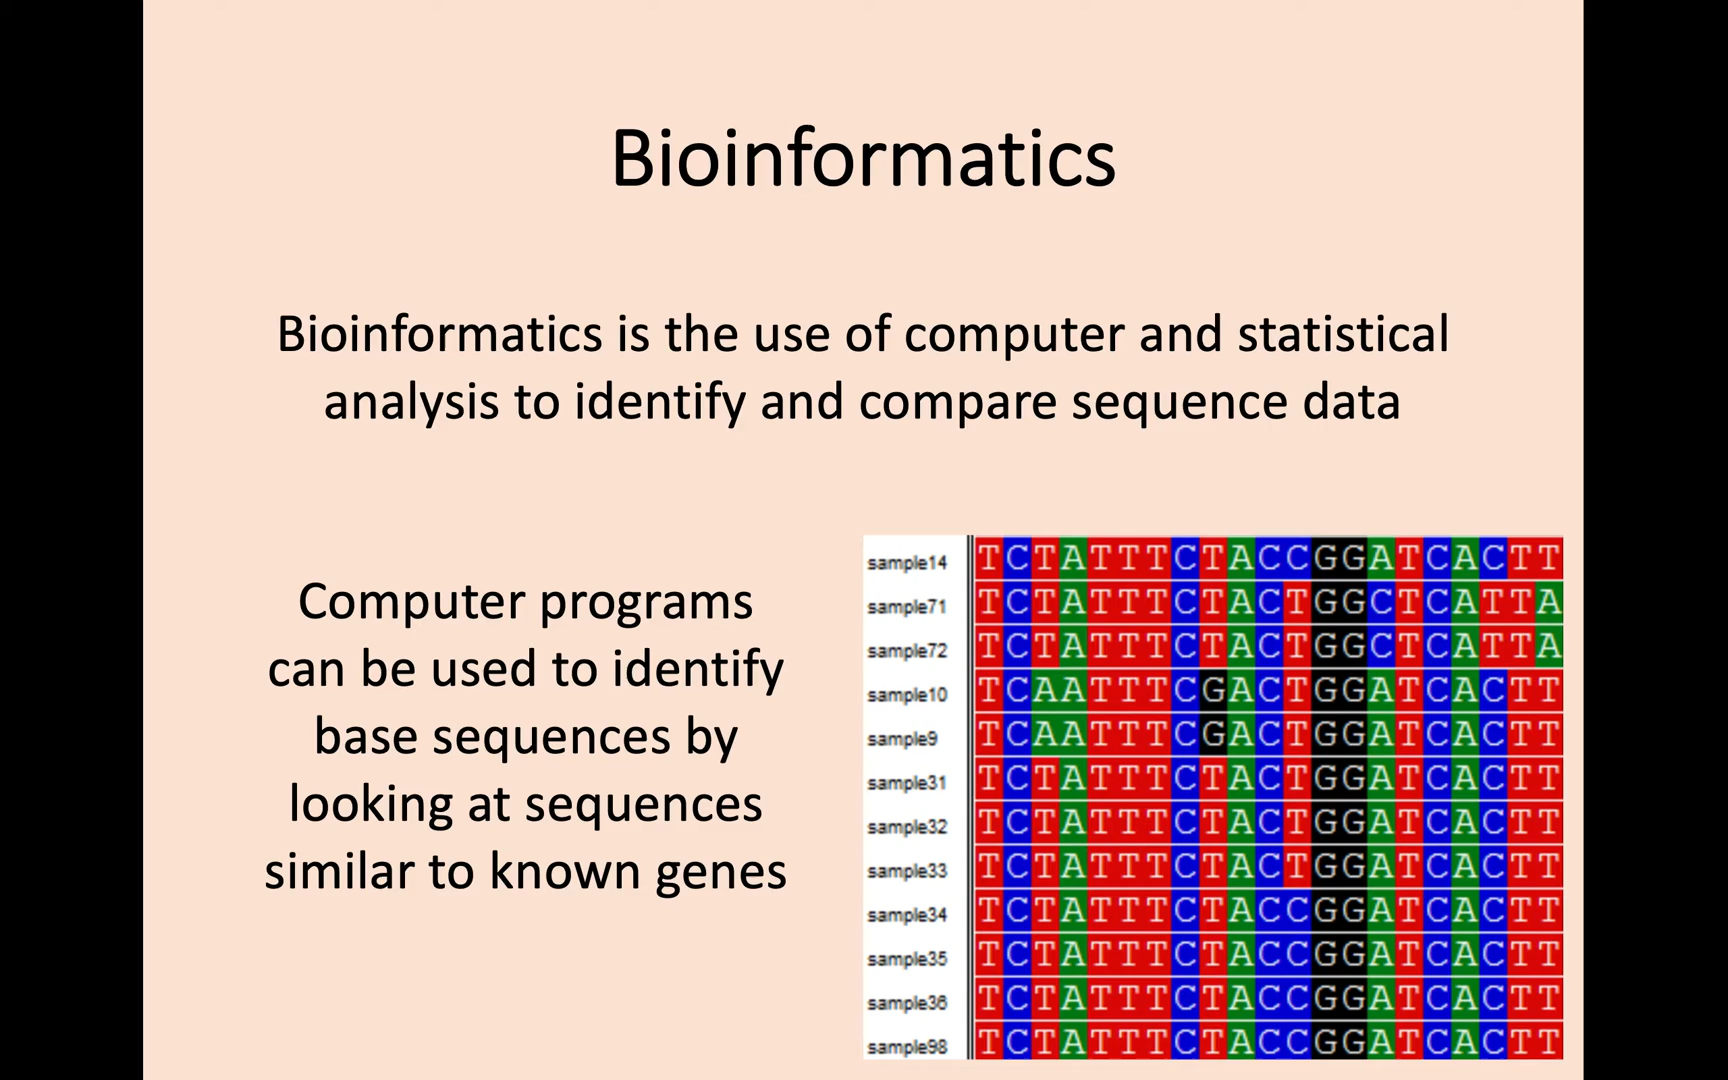 Bioinformatics
Bioinformatics is the use of computer and statistical
analysis to identify and compare sequence data
Computer programs
can be used to identify
base sequences by
looking at sequences
similar to known genes
sample14 TCTATTTCTACCGGATCACTT
sample71 TCTATTTCTACTGGCTCATTA
sample72 TCTATTTCTACTGGCTCATTA
sample10 TCAATTTCGACTGGATCACTT
sample9 TCAATTTCGACTGGATCACTT
sample31 TCTATTTCTACTGGATCACTT
sample32 TCTATTTCTACTGGATCACTT
sample33 TCTATTTCTACTGGATCACTT
sample34 TCTATTTCTACCGGATCACTT
sample35 TCTATTTCTACCGGATCACTT
sample36 TCTATTTCTACCGGATCACTT
sample98 TCTATTTCTACCGGATCACTT